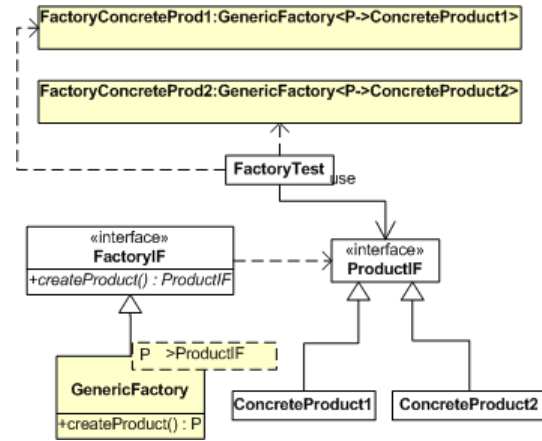 FactoryConcreteProd1:GenericFactory<P->ConcreteProduct1>
FactoryConcreteProd2:GenericFactory<P->ConcreteProduct2>
FactoryTest
use
«interface»
FactoryIF
+createProduct() : ProductIF
«interface»
ProductIF
P >ProductIF
GenericFactory
+createProduct() : P
ConcreteProduct1
ConcreteProduct2